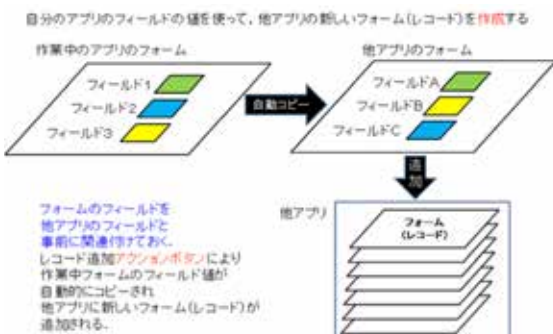 自分のアプリのフィールドの値を使って，他アプリの新しいフォーム（レコード）を作成する
作業中のアプリのフォーム
他アプリのフォーム
フィールド1
フィールド2
フィールド3
自動コピー
フィールドA
フィールドB
フィールドC
追加
フォームのフィールドを
他アプリのフィールドと
事前に関連付けておく．
レコード追加アクションボタンにより
作業中フォームのフィールド値が
自動的にコピーされ
他アプリに新しいフォーム（レコード）が
追加される．
他アプリ
フォーム
（レコード）